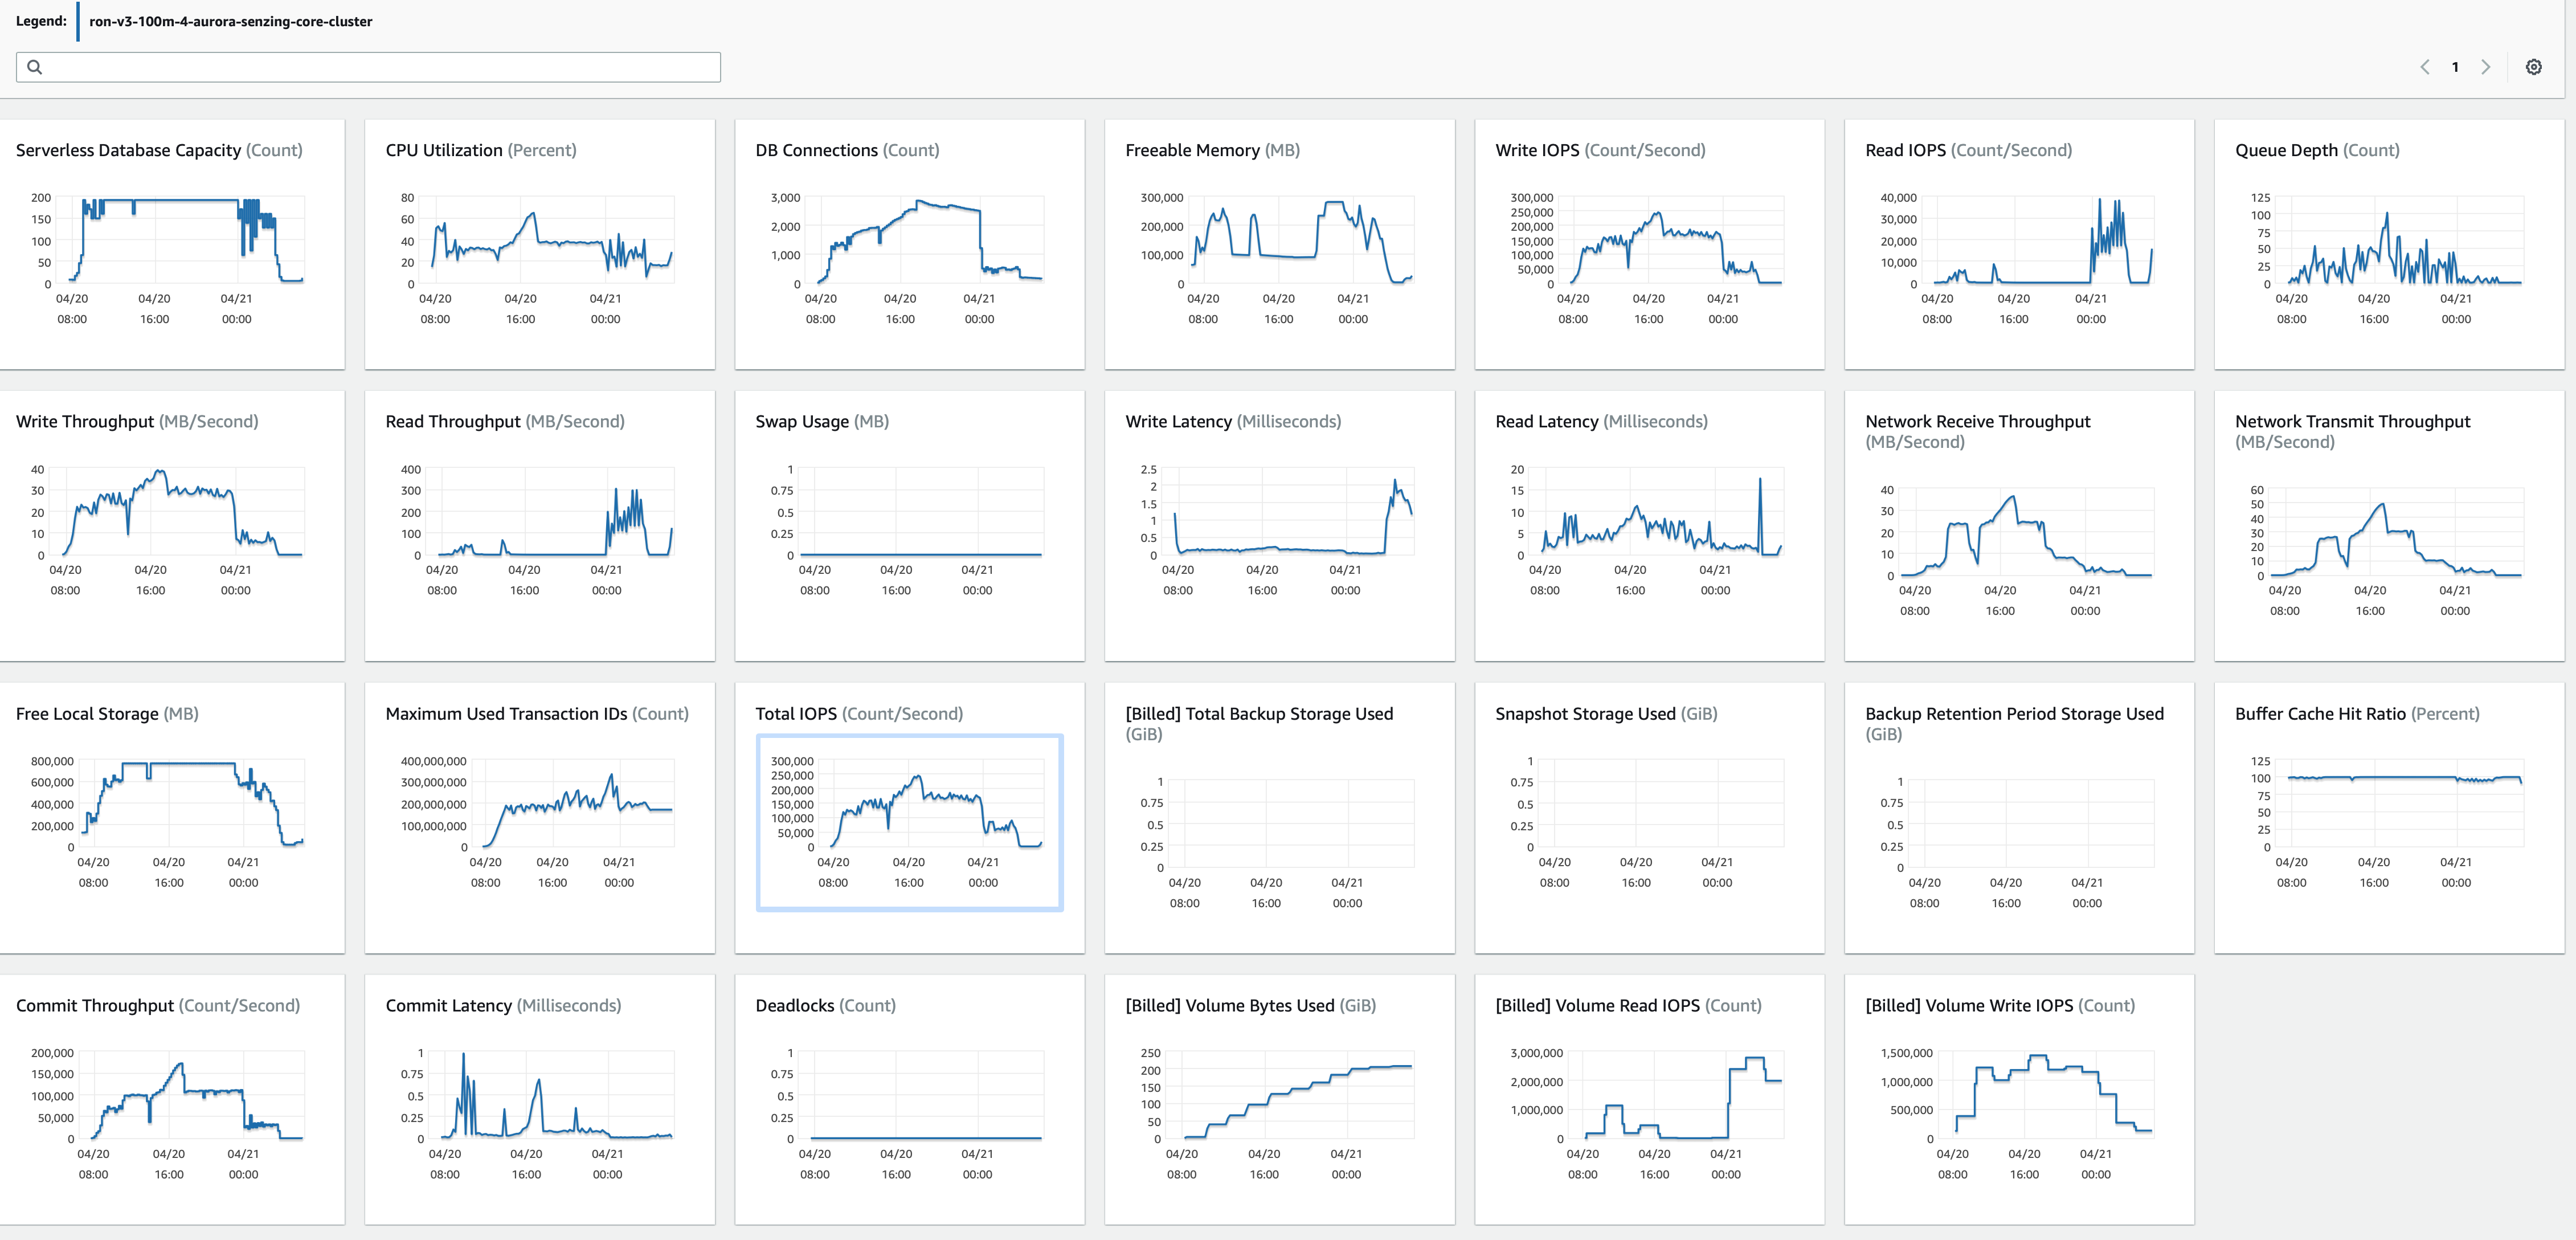 Legend: ron-v3-100m-4-aurora-senzing-core-cluster
1
Serverless Database Capacity (Count)
200
150
100
50
0
04/20 04/20 04/21
08:00 16:00 00:00
CPU Utilization (Percent)
80
60
40
20
0
04/20 04/20 04/21
08:00 16:00 00:00
DB Connections (Count)
3,000
2,000
1,000
0
04/20 04/20 04/21
08:00 16:00 00:00
Freeable Memory (MB)
300,000
200,000
100,000
0
04/20 04/20 04/21
08:00 16:00 00:00
Write IOPS (Count/Second)
300,000
250,000
200,000
150,000
100,000
50,000
0
04/20 04/20 04/21
08:00 16:00 00:00
Read IOPS (Count/Second)
40,000
30,000
20,000
10,000
0
04/20 04/20 04/21
08:00 16:00 00:00
Queue Depth (Count)
125
100
75
50
25
0
04/20 04/20 04/21
08:00 16:00 00:00
Write Throughput (MB/Second)
40
30
20
10
0
04/20 04/20 04/21
08:00 16:00 00:00
Read Throughput (MB/Second)
400
300
200
100
0
04/20 04/20 04/21
08:00 16:00 00:00
Swap Usage (MB)
1
0.75
0.5
0.25
0
04/20 04/20 04/21
08:00 16:00 00:00
Write Latency (Milliseconds)
2.5
2
1.5
1
0.5
0
04/20 04/20 04/21
08:00 16:00 00:00
Read Latency (Milliseconds)
20
15
10
5
0
04/20 04/20 04/21
08:00 16:00 00:00
Network Receive Throughput
(MB/Second)
40
30
20
10
0
04/20 04/20 04/21
08:00 16:00 00:00
Network Transmit Throughput
(MB/Second)
60
50
40
30
20
10
0
04/20 04/20 04/21
08:00 16:00 00:00
Free Local Storage (MB)
800,000
600,000
400,000
200,000
0
04/20 04/20 04/21
08:00 16:00 00:00
Maximum Used Transaction IDs (Count)
400,000,000
300,000,000
200,000,000
100,000,000
0
04/20 04/20 04/21
08:00 16:00 00:00
Total IOPS (Count/Second)
300,000
250,000
200,000
150,000
100,000
50,000
0
04/20 04/20 04/21
08:00 16:00 00:00
[Billed] Total Backup Storage Used
(GiB)
1
0.75
0.5
0.25
0
04/20 04/20 04/21
08:00 16:00 00:00
Snapshot Storage Used (GiB)
1
0.75
0.5
0.25
0
04/20 04/20 04/21
08:00 16:00 00:00
Backup Retention Period Storage Used
(GiB)
1
0.75
0.5
0.25
0
04/20 04/20 04/21
08:00 16:00 00:00
Buffer Cache Hit Ratio (Percent)
125
100
75
50
25
0
04/20 04/20 04/21
08:00 16:00 00:00
Commit Throughput (Count/Second)
200,000
150,000
100,000
50,000
0
04/20 04/20 04/21
08:00 16:00 00:00
Commit Latency (Milliseconds)
1
0.75
0.5
0.25
0
04/20 04/20 04/21
08:00 16:00 00:00
Deadlocks (Count)
1
0.75
0.5
0.25
0
04/20 04/20 04/21
08:00 16:00 00:00
[Billed] Volume Bytes Used (GiB)
250
200
150
100
50
0
04/20 04/20 04/21
08:00 16:00 00:00
[Billed] Volume Read IOPS (Count)
3,000,000
2,000,000
1,000,000
0
04/20 04/20 04/21
08:00 16:00 00:00
[Billed] Volume Write IOPS (Count)
1,500,000
1,000,000
500,000
0
04/20 04/20 04/21
08:00 16:00 00:00